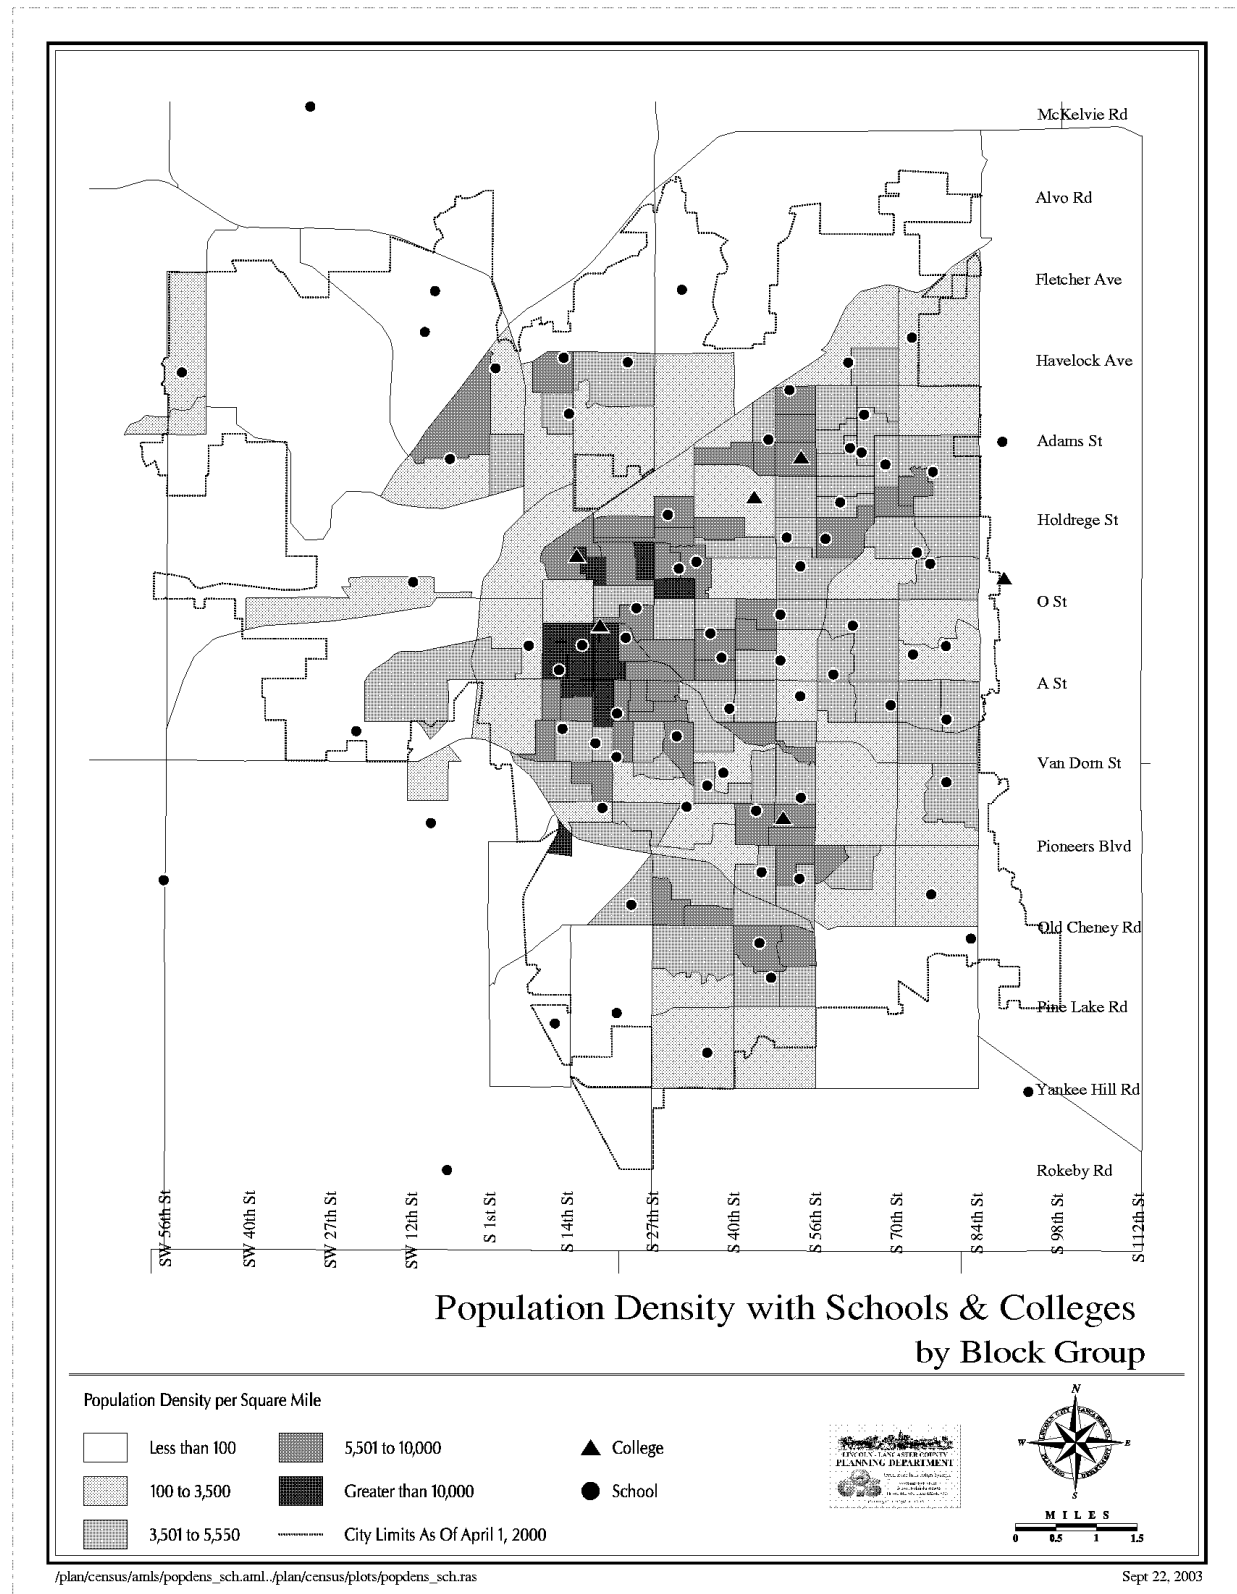 McKelvie Rd
Alvo Rd
Fletcher Ave
Havelock Ave
Adams St
Holdrege St
O St
A St
Van Dorn St
Pioneers Blvd
Old Cheney Rd
Pine Lake Rd
Yankee Hill Rd
Rokeby Rd
SW 56th St
SW 40th St
SW 27th St
SW 12th St
S 1st St
S 14th St
S 27th St
S 40th St
S 56th St
S 70th St
S 84th St
S 98th St
S 112th St
Population Density with Schools & Colleges
by Block Group
Population Density per Square Mile
Less than 100
100 to 3,500
3,501 to 5,550
5,501 to 10,000
Greater than 10,000
City Limits As Of April 1, 2000
College
School
LINCOLN - LANCASTER COUNTY
PLANNING DEPARTMENT
N
W
E
S
MILES
0 0.5 1 1.5
/plan/census/amls/popdens_sch.aml../plan/census/plots/popdens_sch.ras
Sept 22, 2003